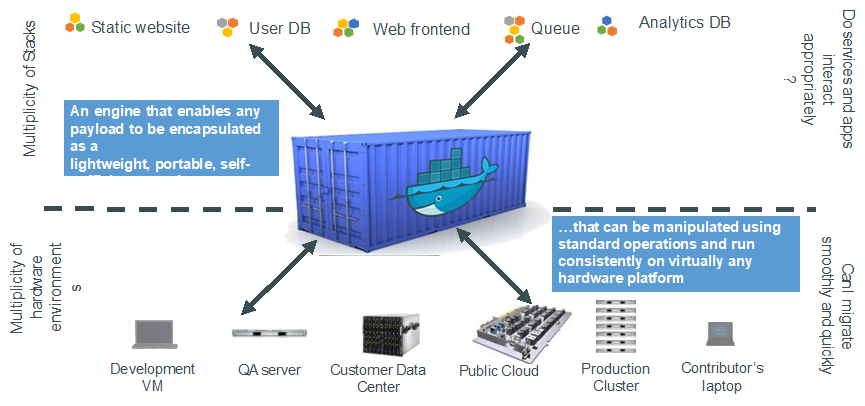 Static website
User DB
Web frontend
Queue
Analytics DB
Multiplicity of Stacks
Do services and apps
interact
appropriately
?
An engine that enables any
payload to be encapsulated
as a
lightweight, portable, self-
…that can be manipulated using
standard operations and run
consistently on virtually any
hardware platform
Multiplicity of
hardware
environment
s
Can I migrate
smoothly and quickly
Development
VM
QA server
Customer Data
Center
Public Cloud
Production
Cluster
Contributor's
laptop